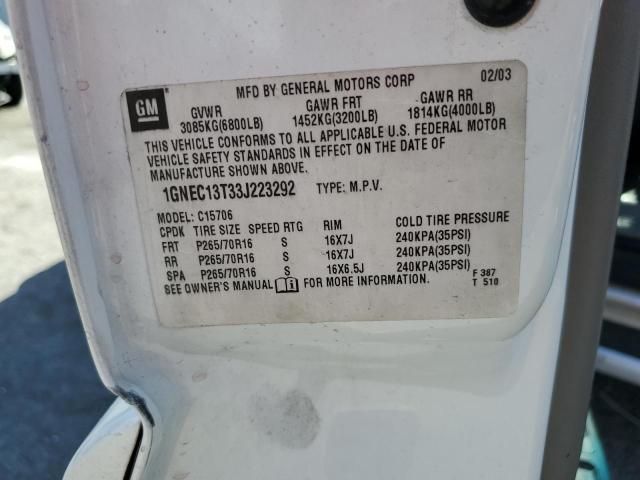 MFD BY GENERAL MOTORS CORP 02/03
GM
GVWR GAWR FRT GAWR RR
3085KG(6800LB) 1452KG(3200LB) 1814KG(4000LB)
THIS VEHICLE CONFORMS TO ALL APPLICABLE U.S. FEDERAL MOTOR
VEHICLE SAFETY STANDARDS IN EFFECT ON THE DATE OF
MANUFACTURE SHOWN ABOVE.
1GNEC13T33J223292 TYPE: M.P.V.
MODEL: C15706
CPDK TIRE SIZE SPEED RTG RIM COLD TIRE PRESSURE
FRT P265/70R16 S 16X7J 240KPA(35PSI)
RR P265/70R16 S 16X7J 240KPA(35PSI)
SPA P265/70R16 S 16X6.5J 240KPA(35PSI)
SEE OWNER'S MANUAL FOR MORE INFORMATION. F 387
T 510